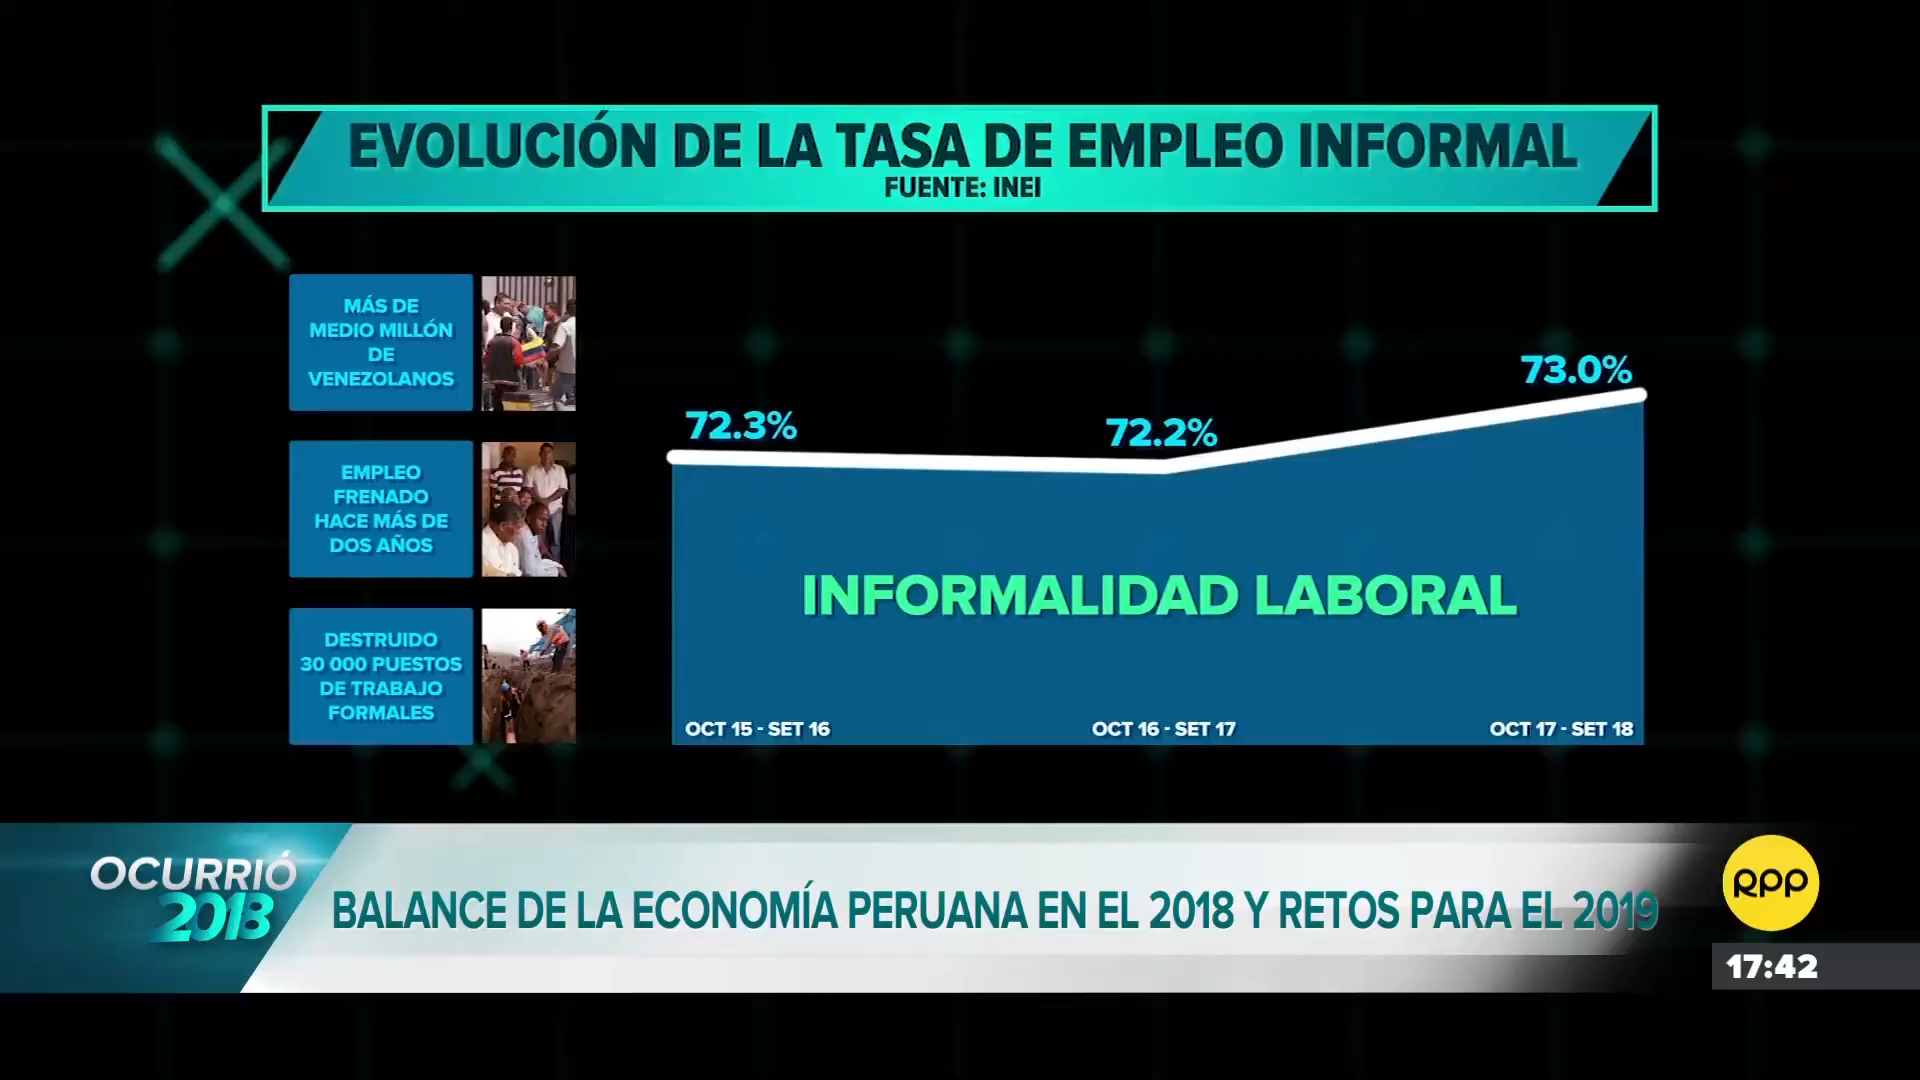 EVOLUCIÓN DE LA TASA DE EMPLEO INFORMAL
FUENTE: INEI
MÁS DE
MEDIO MILLÓN
DE
VENEZOLANOS
EMPLEO
FRENADO
HACE MÁS DE
DOS AÑOS
DESTRUIDO
30 000 PUESTOS
DE TRABAJO
FORMALES
72.3%
72.2%
73.0%
INFORMALIDAD LABORAL
OCT 15 - SET 16
OCT 16 - SET 17
OCT 17 - SET 18
OCURRIÓ
2018
BALANCE DE LA ECONOMÍA PERUANA EN EL 2018 Y RETOS PARA EL 2019
RPP
17:42